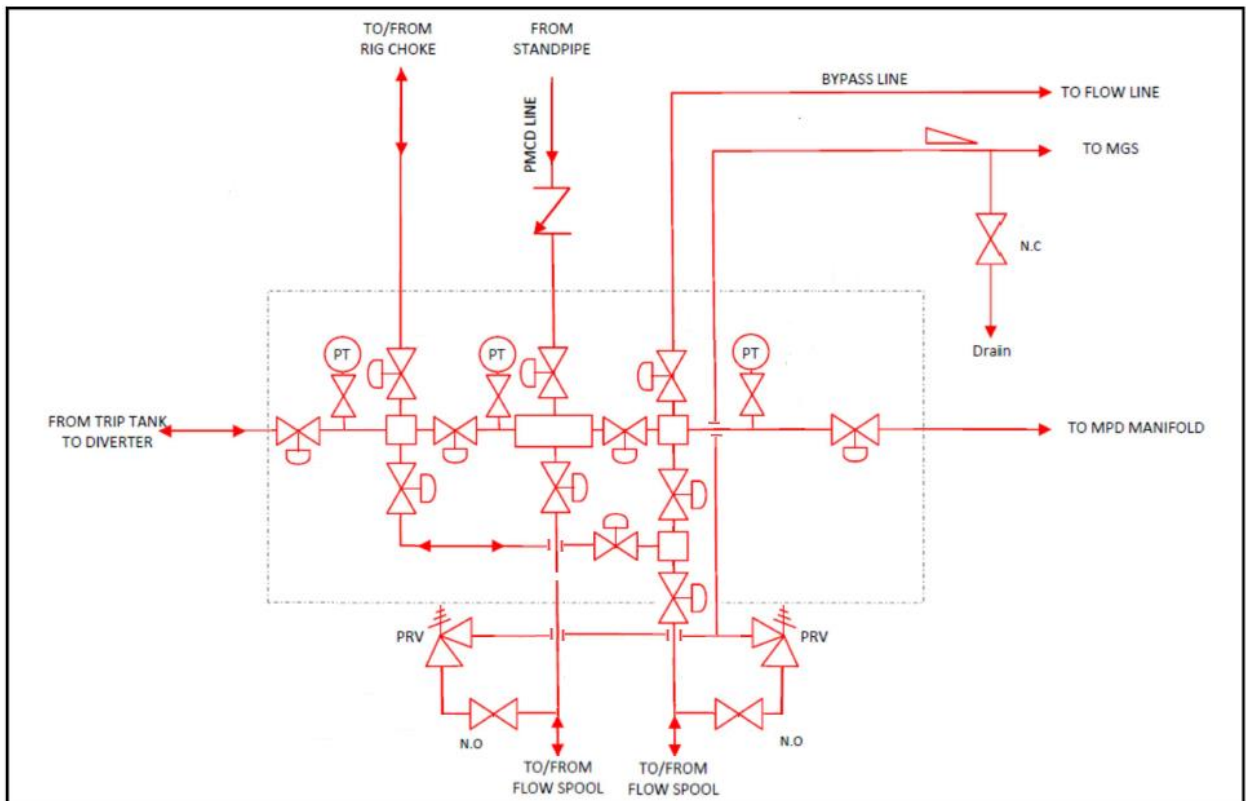 TO/FROM
RIG CHOKE
FROM
STANDPIPE
BYPASS LINE
TO FLOW LINE
PMCD LINE
TO MGS
N.C
Draiin
PT
PT
PT
FROM TRIP TANK
TO DIVERTER
TO MPD MANIFOLD
PRV
PRV
N.O
N.O
TO/FROM
FLOW SPOOL
TO/FROM
FLOW SPOOL